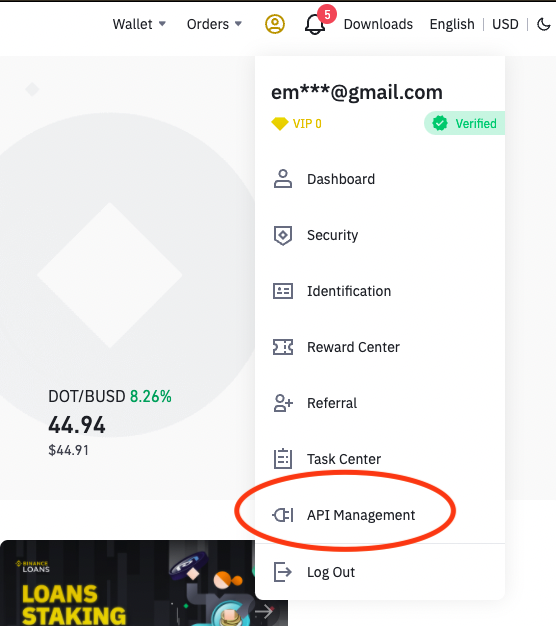 Wallet Orders 5 Downloads English USD
em***@gmail.com
VIP 0 Verified
Dashboard
Security
Identification
Reward Center
Referral
Task Center
API Management
Log Out
DOT/BUSD 8.26%
44.94
$44.91
BINANCE
LOANS
LOANS
STAKING